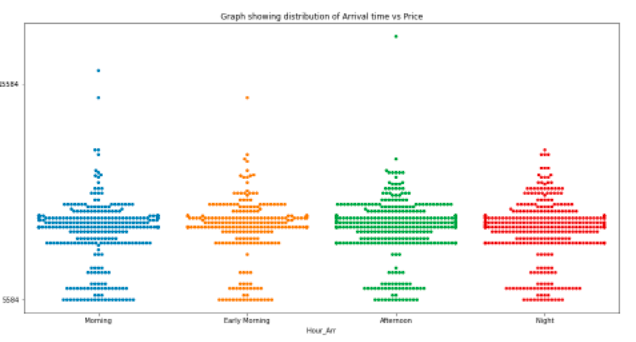 Graph showing distribution of Arrival time vs Price
15584
5584
Morning Early Morning Afternoon Night
Hour_Arr